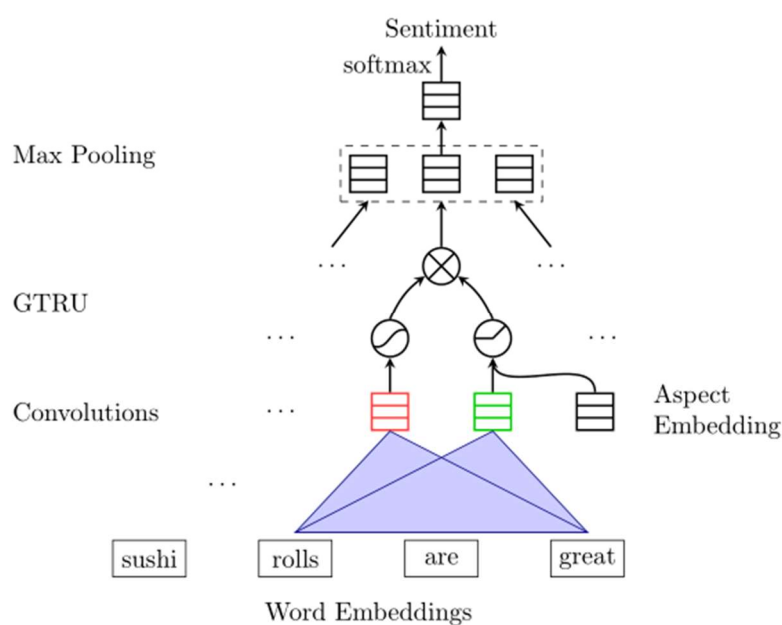 Sentiment
softmax
Max Pooling
. . .
. . .
GTRU
. . .
. . .
Convolutions
. . .
Aspect
Embedding
. . .
sushi
rolls
are
great
Word Embeddings